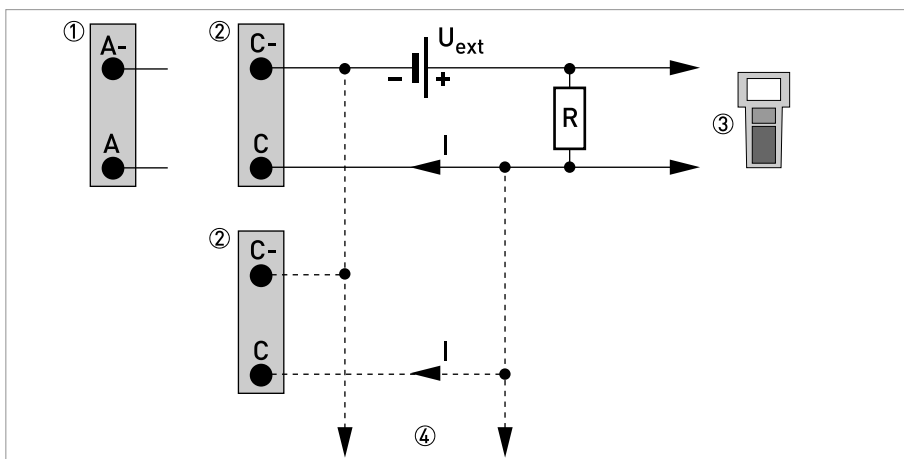 ① A- A
② C- C
- + U ext
I
R
③
② C- C
I
④